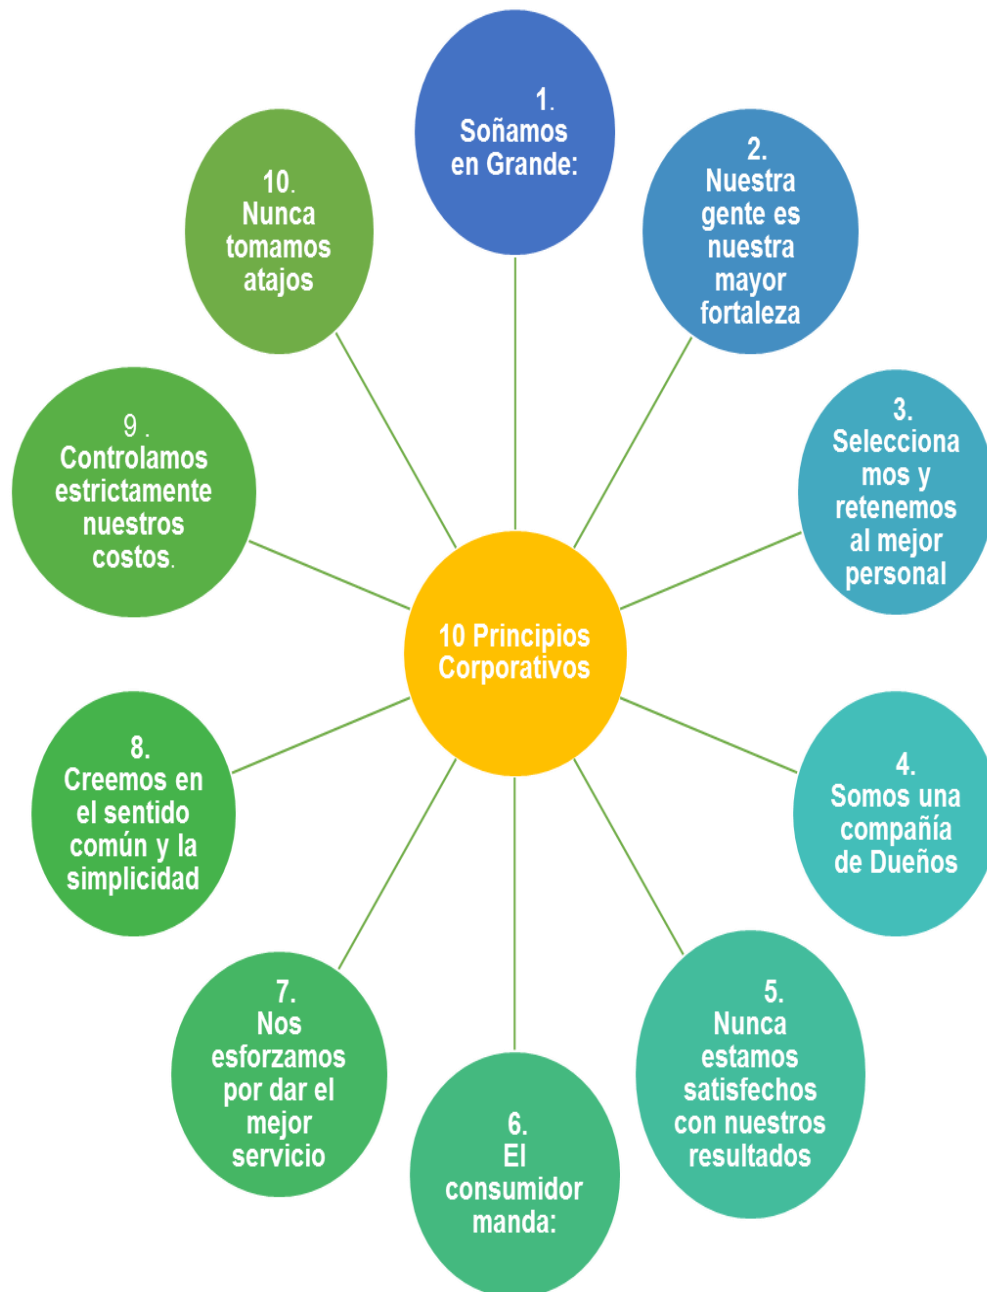 1.
Soñamos
en Grande:
2.
Nuestra
gente es
nuestra
mayor
fortaleza
3.
Selecciona
mos y
retenemos
al mejor
personal
4.
Somos una
compañía
de Dueños
5.
Nunca
estamos
satisfechos
con nuestros
resultados
6.
El
consumidor
manda:
7.
Nos
esforzamos
por dar el
mejor
servicio
8.
Creemos en
el sentido
común y la
simplicidad
9 .
Controlamos
estrictamente
nuestros
costos.
10.
Nunca
tomamos
atajos
10 Principios
Corporativos